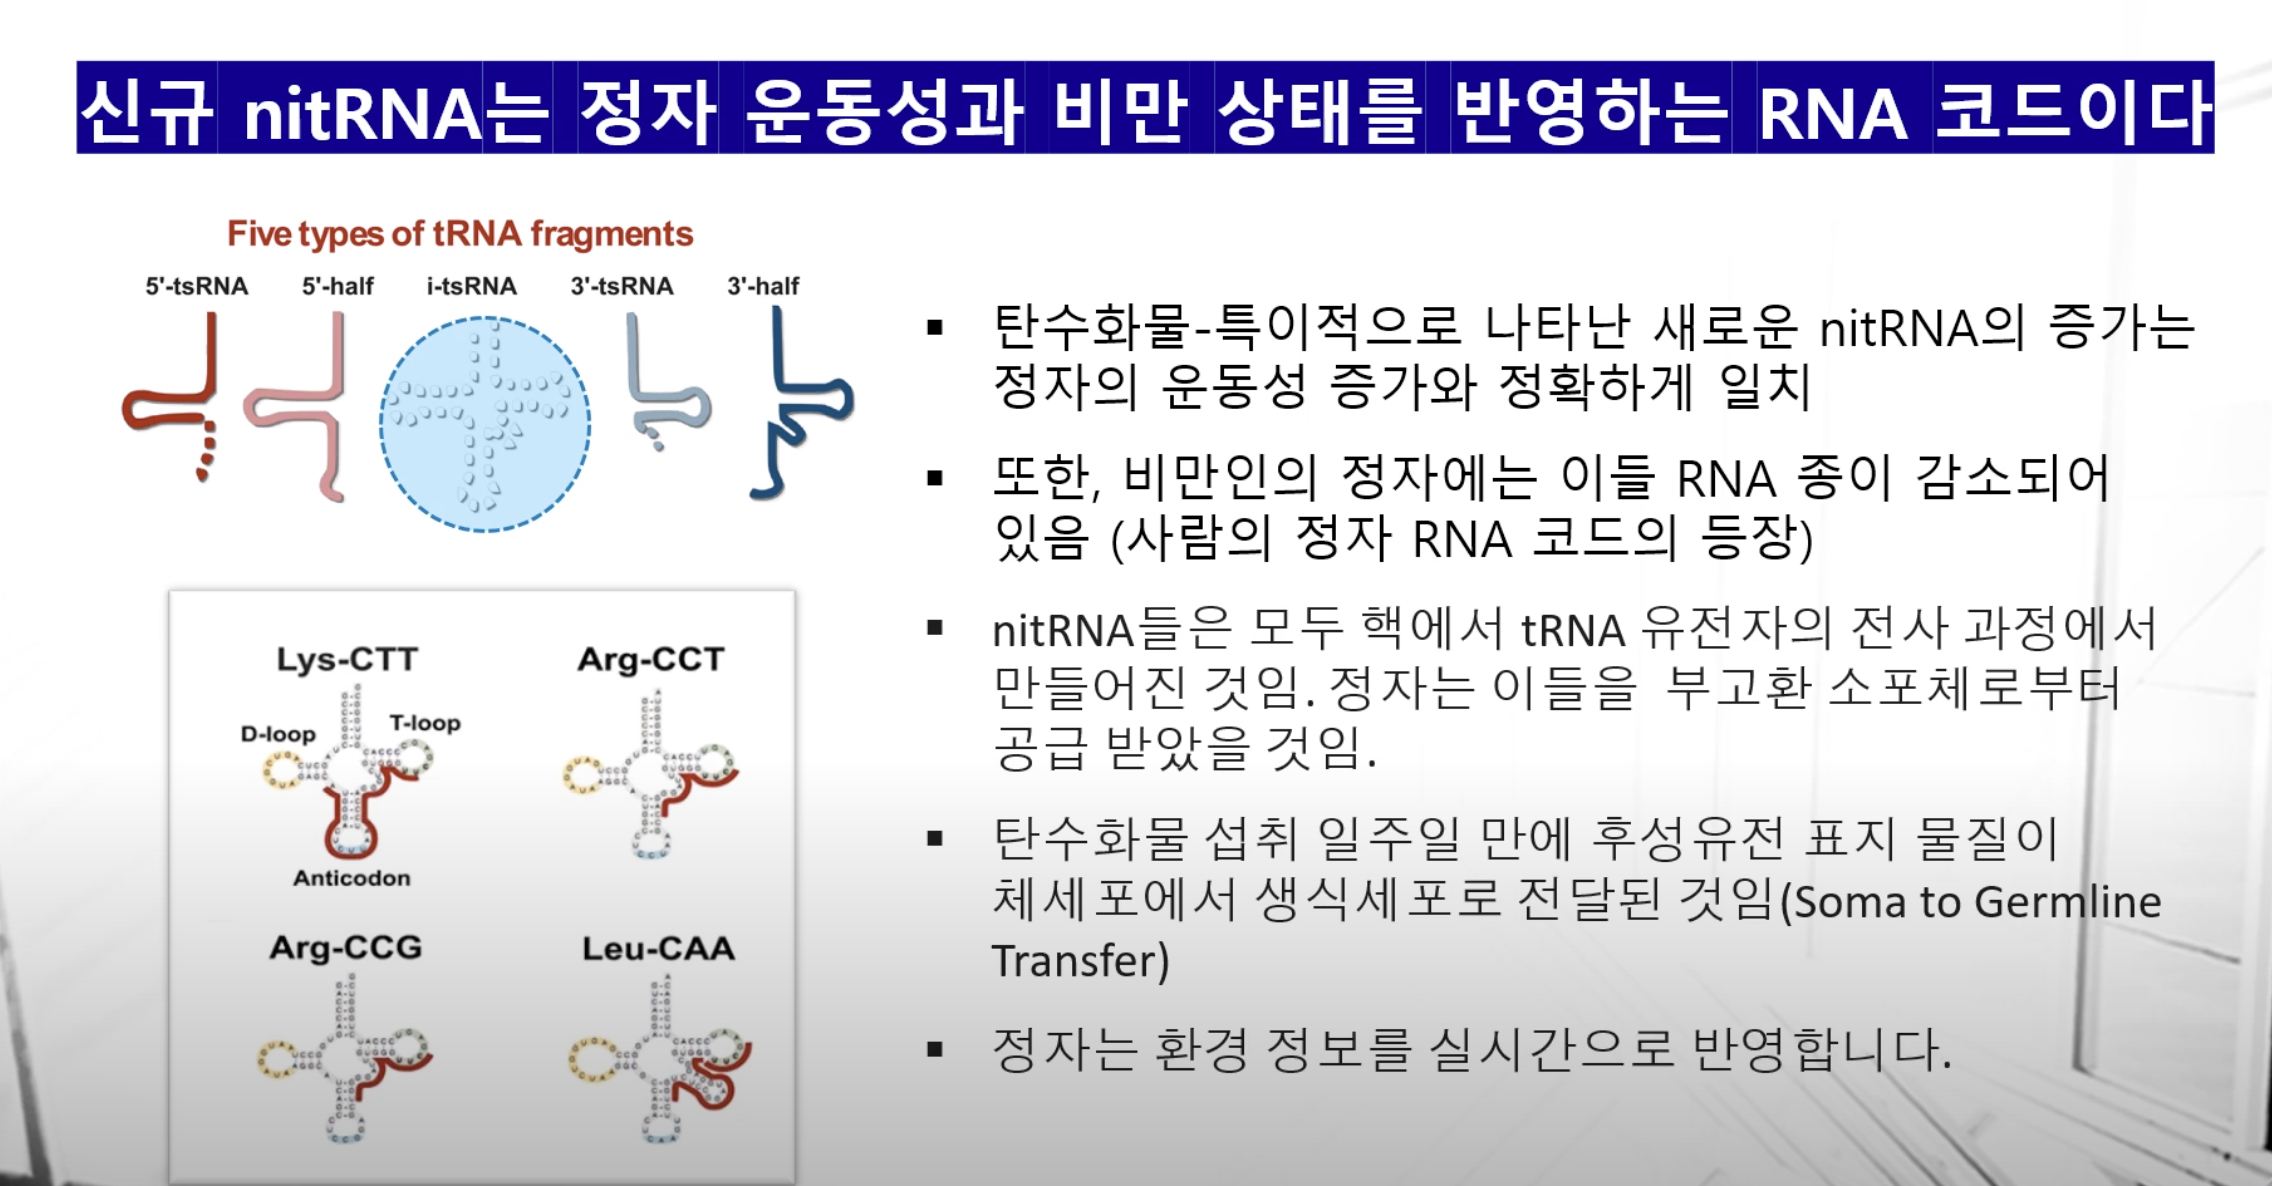 신규 nitRNA는 정자 운동성과 비만 상태를 반영하는 RNA 코드이다
Five types of tRNA fragments
5'-tsRNA 5'-half i-tsRNA 3'-tsRNA 3'-half
Lys-CTT Arg-CCT
D-loop T-loop
Anticodon
Arg-CCG Leu-CAA
▪ 탄수화물-특이적으로 나타난 새로운 nitRNA의 증가는
정자의 운동성 증가와 정확하게 일치
▪ 또한, 비만인의 정자에는 이들 RNA 종이 감소되어
있음 (사람의 정자 RNA 코드의 등장)
▪ nitRNA들은 모두 핵에서 tRNA 유전자의 전사 과정에서
만들어진 것임. 정자는 이들을 부고환 소포체로부터
공급 받았을 것임.
▪ 탄수화물 섭취 일주일 만에 후성유전 표지 물질이
체세포에서 생식세포로 전달된 것임(Soma to Germline
Transfer)
▪ 정자는 환경 정보를 실시간으로 반영합니다.